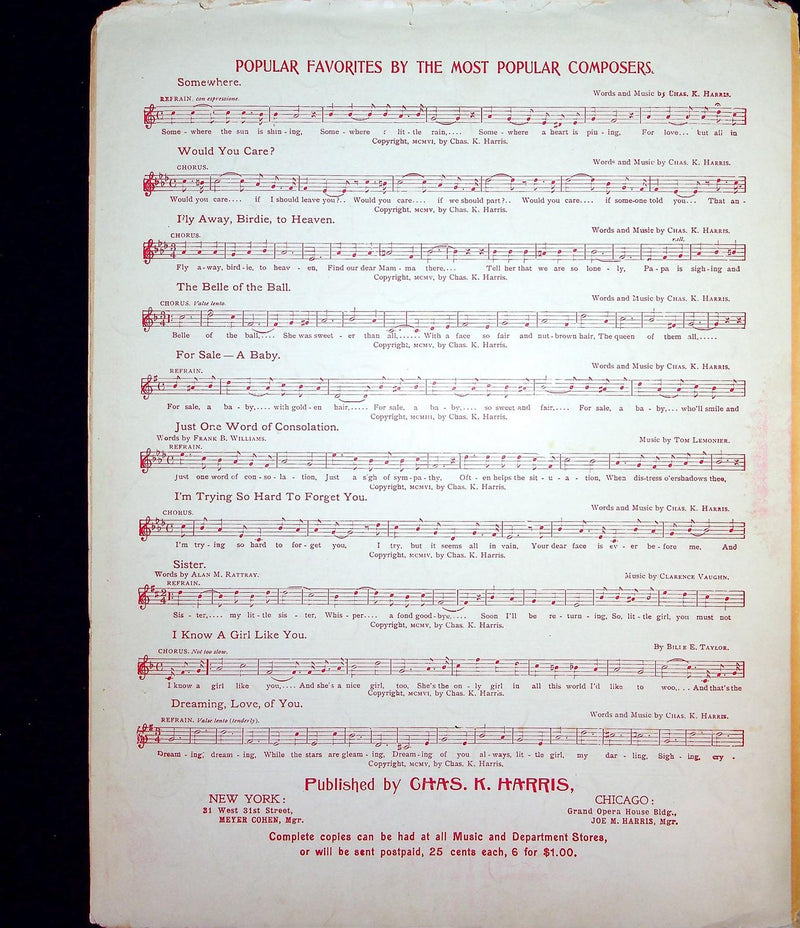 POPULAR FAVORITES BY THE MOST POPULAR COMPOSERS.
Somewhere.
Words and Music by CHAS. K. HARRIS.
REFRAIN. con espressione.
Some - where the sun is shin - ing, Some - where lit - tle rain,.... Some - where a heart is pin - ing, For love... but all in
Copyright, MCMVI, by Chas. K. Harris.
Would You Care?
Words and Music by CHAS. K. HARRIS.
CHORUS.
Would you care.... if I should leave you?.. Would you care.... if we should part?.. Would you care.... if some-one told you... That an -
Copyright, MCMV, by Chas. K. Harris.
Fly Away, Birdie, to Heaven.
Words and Music by CHAS. K. HARRIS.
CHORUS.
rall.
Fly a - way, bird - ie, to heav - en, Find our dear Mam - ma there.... Tell her that we are so lone - ly, Pa - pa is sigh - ing and
Copyright, MCMV, by Chas. K. Harris.
The Belle of the Ball.
Words and Music by CHAS. K. HARRIS.
CHORUS. Valse lento.
Belle of the ball,.... She was sweet - er than all,...... With a face so fair and nut - brown hair, The queen of them all,.....
Copyright, MCMV, by Chas. K. Harris.
For Sale — A Baby.
Words and Music by CHAS. K. HARRIS.
REFRAIN.
For sale, a ba - by,.... with gold - en hair,..... For sale, a ba - by,.... so sweet and fair,.... For sale, a ba - by,... who'll smile and
Copyright, MCMIII, by Chas. K. Harris.
Just One Word of Consolation.
Words by FRANK B. WILLIAMS.
Music by TOM LEMONIER.
REFRAIN.
Just one word of con - so - la - tion, Just a sigh of sym - pa - thy, Oft - en helps the sit - u - a - tion, When dis-tress o'ershadows thee,
Copyright, MCMVI, by Chas. K. Harris.
I'm Trying So Hard To Forget You.
Words and Music by CHAS. K. HARRIS.
CHORUS.
I'm try - ing so hard to for - get you, I try, but it seems all in vain, Your dear face is ev - er be - fore me, And
Copyright, MCMIV, by Chas. K. Harris.
Sister.
Words by ALAN M. RATTRAY.
Music by CLARENCE VAUGHN.
REFRAIN.
Sis - ter,.... my lit - tle sis - ter, Whis - per.... a fond good - bye,.... Soon I'll be re - turn - ing, So, lit - tle girl, you must not
Copyright, MCMV, by Chas. K. Harris.
I Know A Girl Like You.
By BILLIE E. TAYLOR.
CHORUS. Not too slow.
I know a girl like you,.... And she's a nice girl, too, She's the on - ly girl in all this world I'd like to woo,... And that's the
Copyright, MCMVI, by Chas. K. Harris.
Dreaming, Love, of You.
Words and Music by CHAS. K. HARRIS.
REFRAIN. Valse lento (tenderly).
Dream - ing, dream - ing, While the stars are gleam - ing, Dream - ing of you al - ways, lit - tle girl, my dar - ling, Sigh - ing, cry -
Copyright, MCMV, by Chas. K. Harris.
Published by CHAS. K. HARRIS,
NEW YORK:
31 West 31st Street,
MEYER COHEN, Mgr.
CHICAGO:
Grand Opera House Bldg.,
JOE M. HARRIS, Mgr.
Complete copies can be had at all Music and Department Stores,
or will be sent postpaid, 25 cents each, 6 for $1.00.